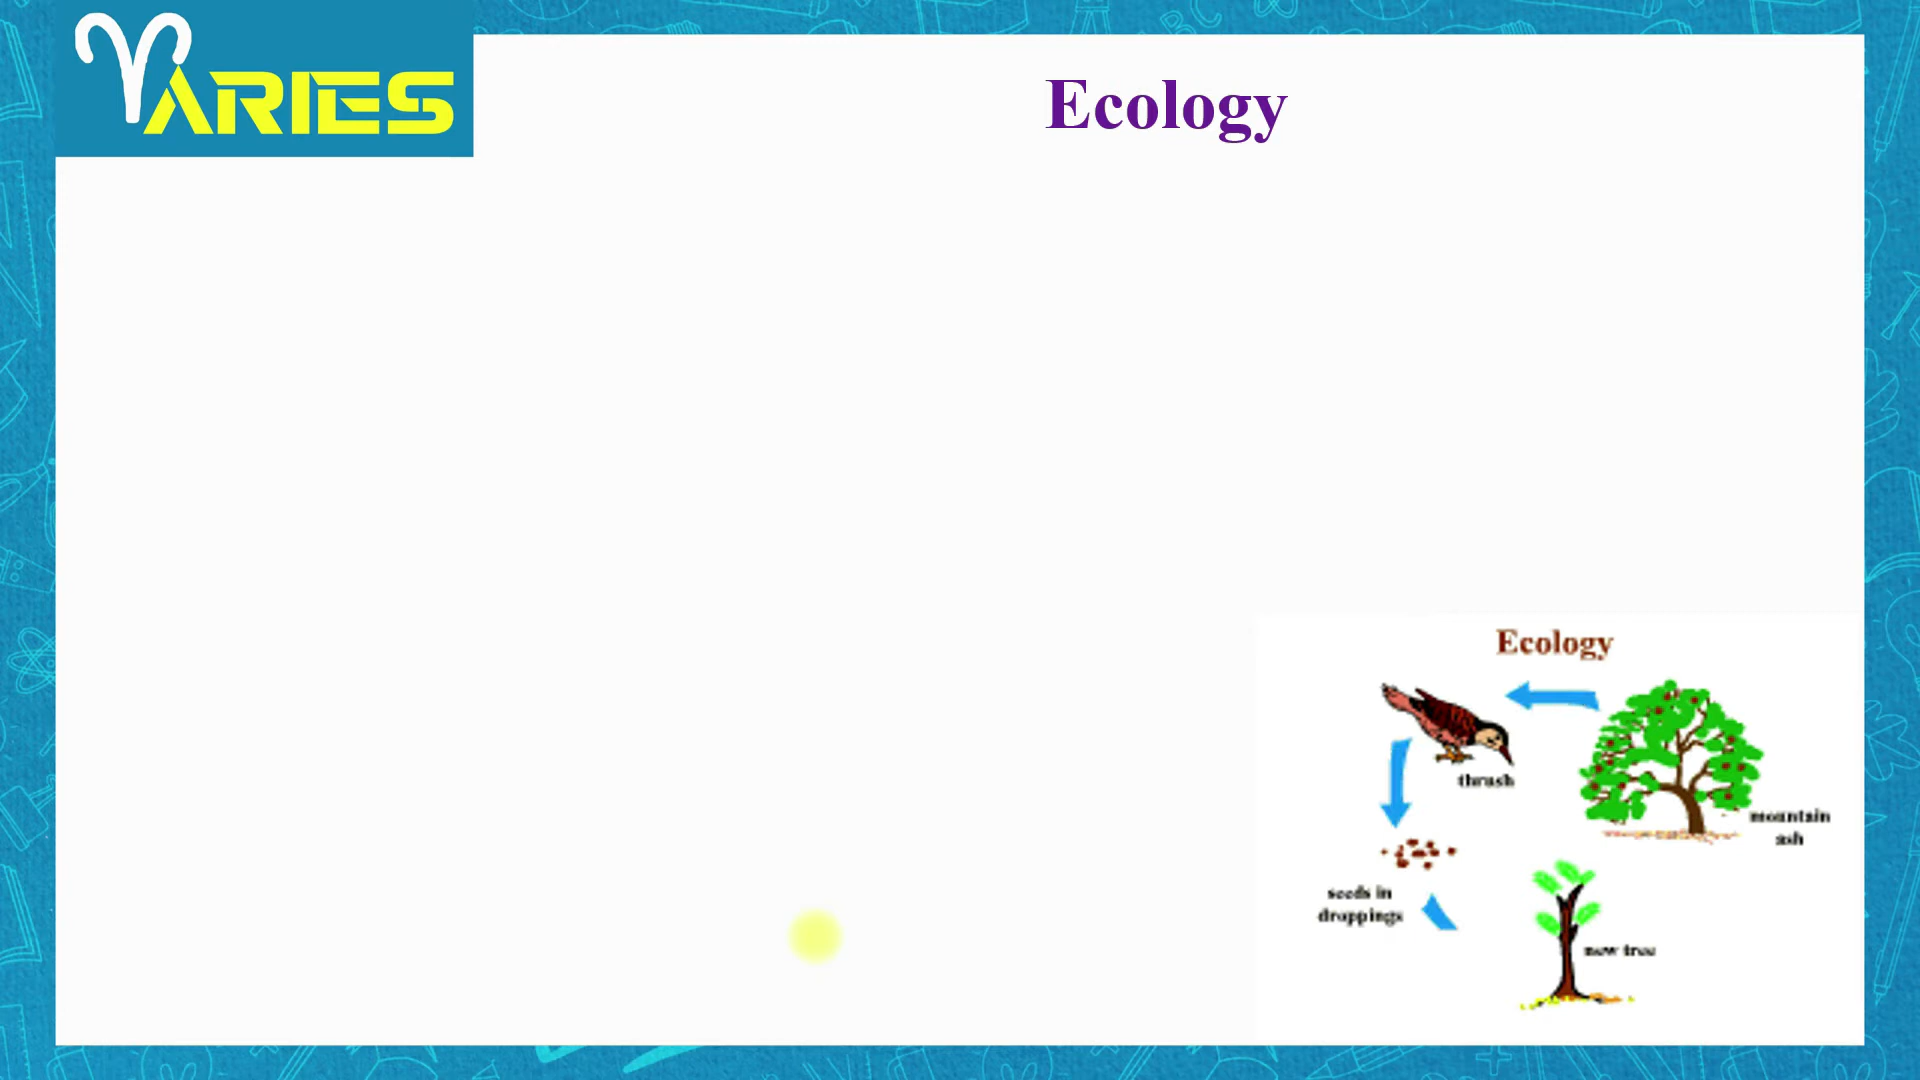 ARIES
Ecology
Ecology
thrush
mountain
ash
seeds in
droppings
new tree